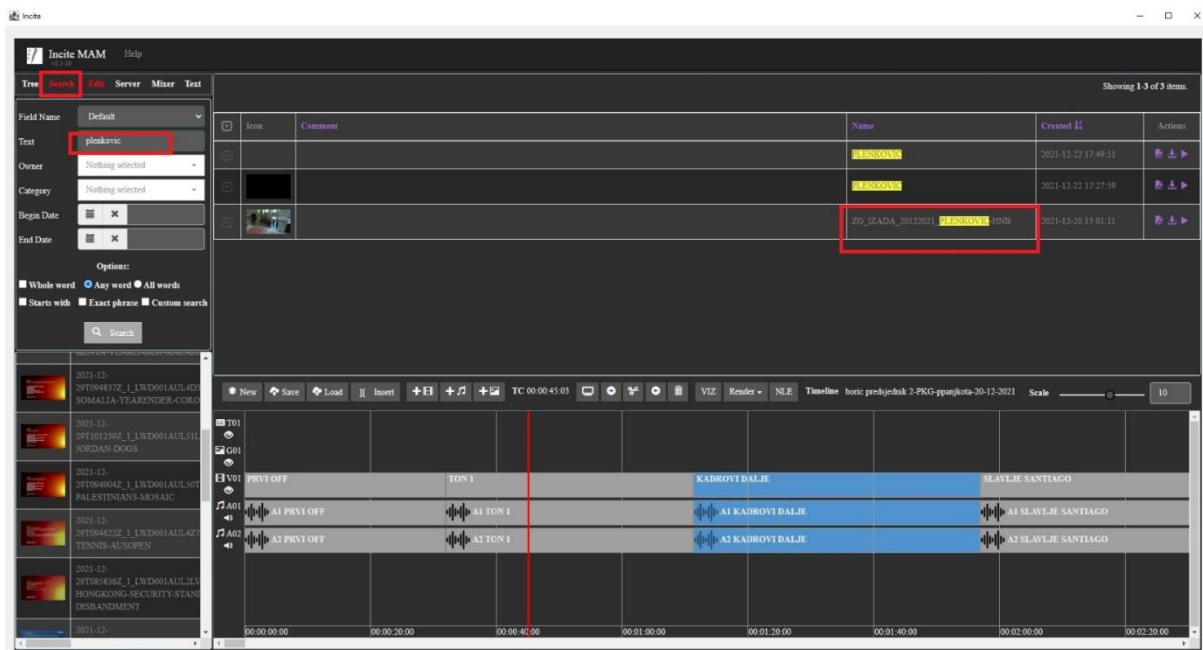 Incite
Incite MAM Help
v2.1-28
Tree Search Edit Server Mixer Text
Showing 1-3 of 3 items.
Field Name Default
Text plenkovic
Owner Nothing selected
Category Nothing selected
Begin Date
End Date
Options:
Whole word Any word All words
Starts with Exact phrase Custom search
Search
Icon Comment Name Created Actions
PLENKOVIC 2021-12-22 17:49:51
PLENKOVIC 2021-12-22 17:27:59
ZG_IZADA_20122021_PLENKOVIC-HNB 2021-12-20 13:01:11
2021-12-
29T094837Z_1_LWD001AUL4D3
SOMALIA-YEARENDER-CORO
2021-12-
29T101239Z_1_LWD001AUL51L
JORDAN-DOGS
2021-12-
29T094904Z_1_LWD001AUL50T
PALESTINIANS-MOSAIC
2021-12-
29T094622Z_1_LWD001AUL4Z7
TENNIS-AUSOPEN
2021-12-
29T085836Z_1_LWD001AUL2LV
HONGKONG-SECURITY-STAND
DISBANDMENT
2021-12-
New Save Load Insert TC 00:00:45:03 VIZ Render NLE Timeline boric predsjednik 2-PKG-ppanjkota-20-12-2021 Scale 10
T01
G01
V01 PRVI OFF TON 1 KADROVI DALJE SLAVLJE SANTIAGO
A01 A1 PRVI OFF A1 TON 1 A1 KADROVI DALJE A1 SLAVLJE SANTIAGO
A02 A2 PRVI OFF A2 TON 1 A2 KADROVI DALJE A2 SLAVLJE SANTIAGO
00:00:00:00 00:00:20:00 00:00:40:00 00:01:00:00 00:01:20:00 00:01:40:00 00:02:00:00 00:02:20:00